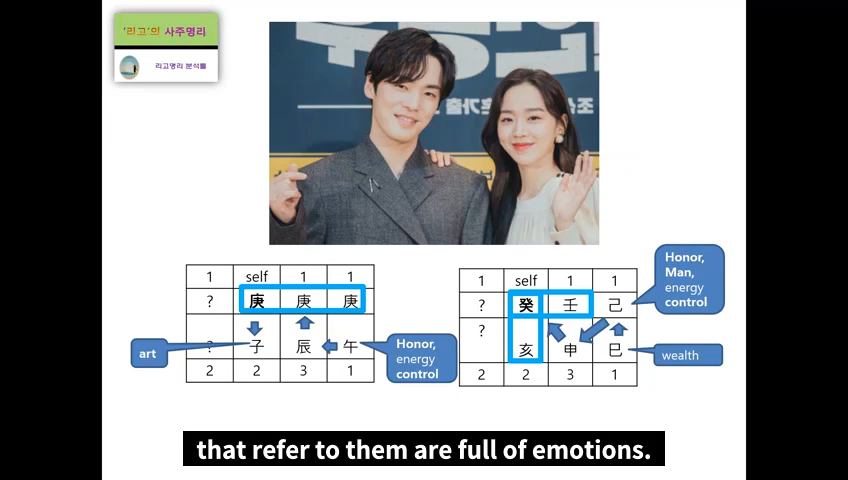 '리고'의 사주명리
리고명리 분석툴
1 self 1 1
? 庚 庚 庚
? 子 辰 午
2 2 3 1
art
Honor,
energy
control
1 self 1 1
? 癸 壬 己
? 亥 申 巳
2 2 3 1
Honor,
Man,
energy
control
wealth
that refer to them are full of emotions.